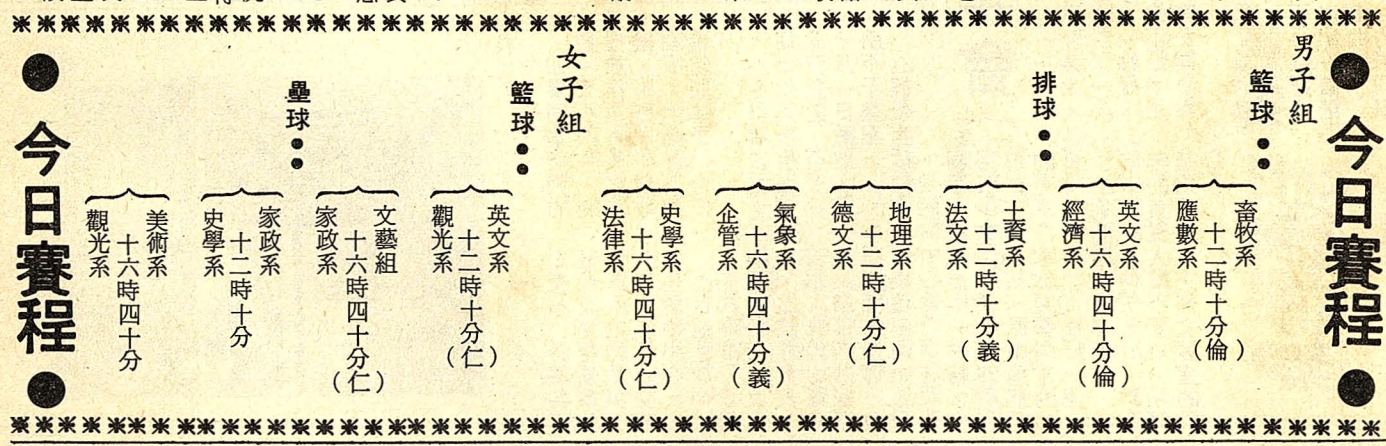 ●今日賽程●
男子組
籃球：
畜牧系
十二時十分(倫)
應數系
英文系
十六時四十分(倫)
經濟系
排球：
土資系
十二時十分(義)
法文系
地理系
十二時十分(仁)
德文系
氣象系
十六時四十分(義)
企管系
史學系
十六時四十分(仁)
法律系
女子組
籃球：
英文系
十二時十分(仁)
觀光系
文藝組
十六時四十分(仁)
家政系
壘球：
家政系
十二時十分
史學系
美術系
十六時四十分
觀光系
●今日賽程●